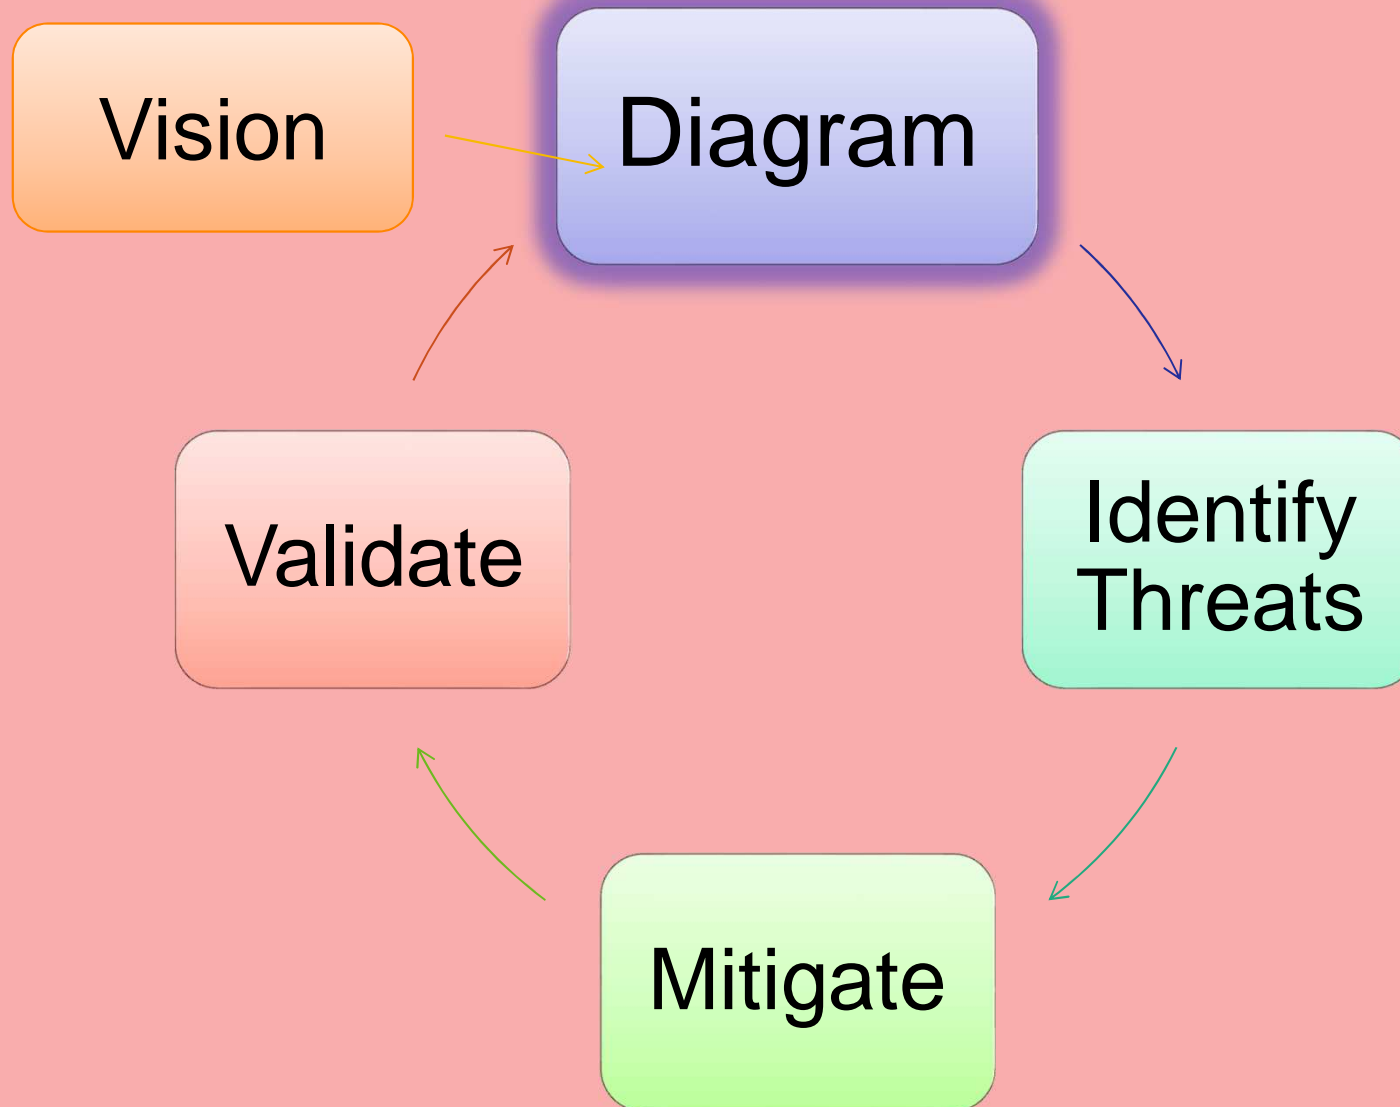 Vision
Diagram
Validate
Identify
Threats
Mitigate